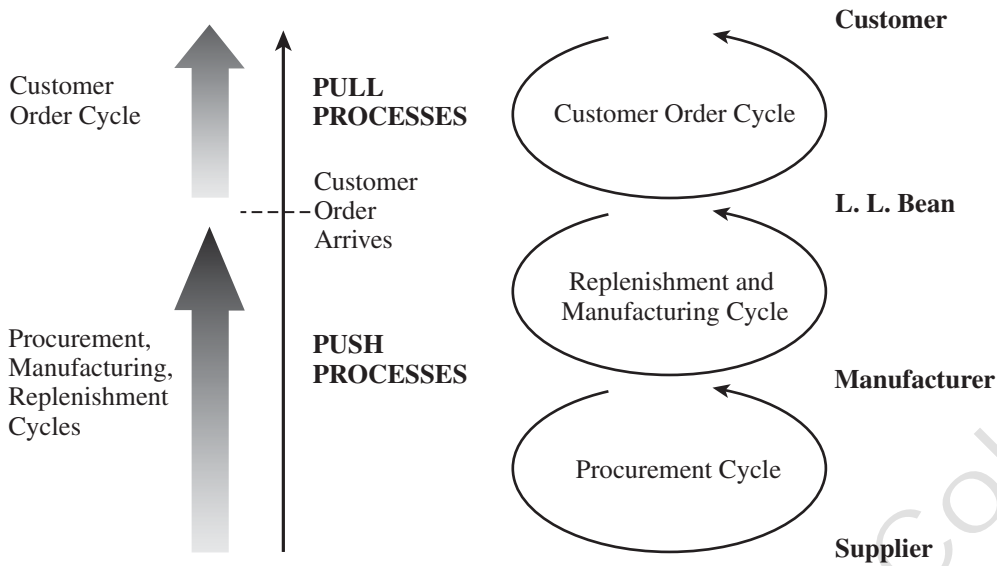 Customer
Order Cycle
PULL
PROCESSES
Customer
Order
Arrives
Procurement,
Manufacturing,
Replenishment
Cycles
PUSH
PROCESSES
Customer
Customer Order Cycle
L. L. Bean
Replenishment and
Manufacturing Cycle
Manufacturer
Procurement Cycle
Supplier